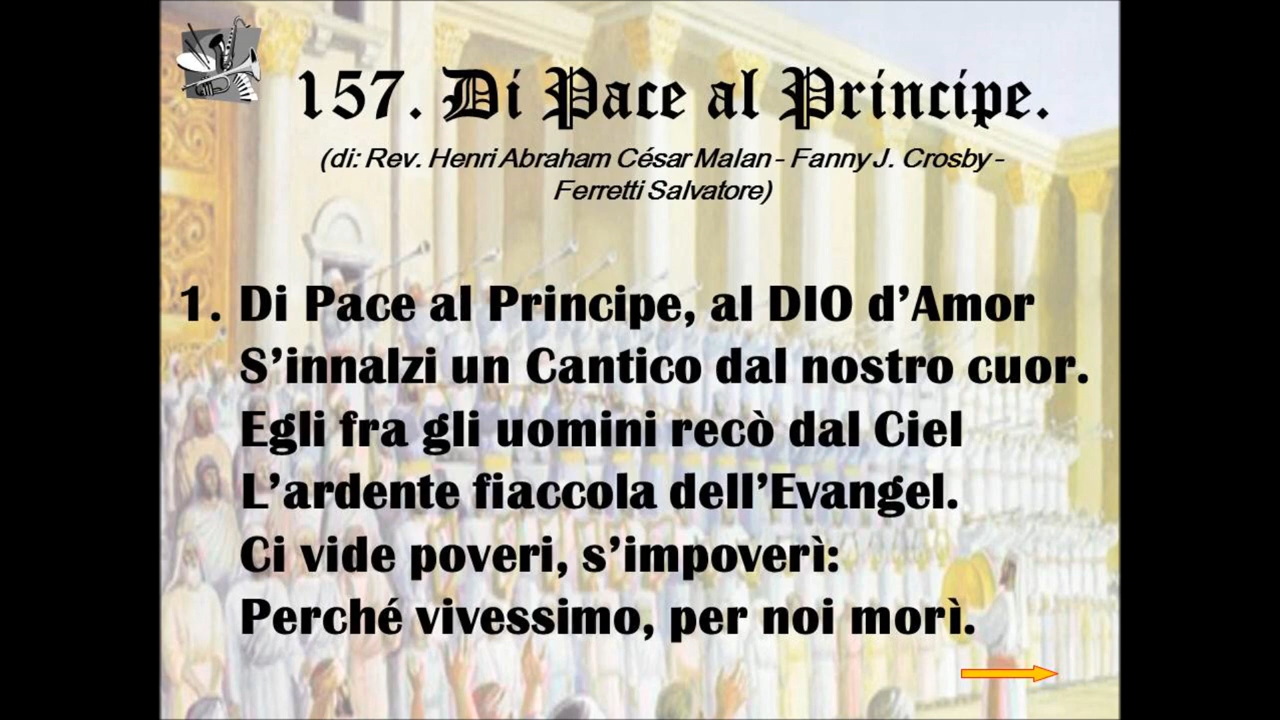 157. Di Pace al Principe.
(di: Rev. Henri Abraham César Malan - Fanny J. Crosby -
Ferretti Salvatore)
1. Di Pace al Principe, al DIO d’Amor
S’innalzi un Cantico dal nostro cuor.
Egli fra gli uomini recò dal Ciel
L’ardente fiaccola dell’Evangel.
Ci vide poveri, s’impoverì:
Perché vivessimo, per noi morì.